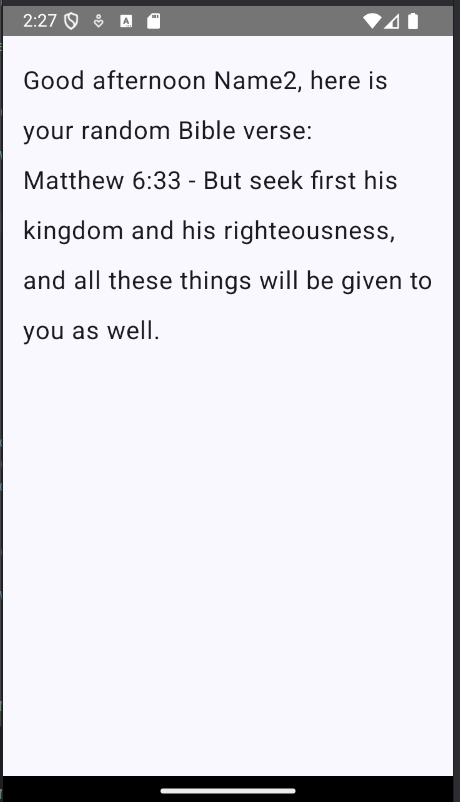 2:27
Good afternoon Name2, here is
your random Bible verse:
Matthew 6:33 - But seek first his
kingdom and his righteousness,
and all these things will be given to
you as well.